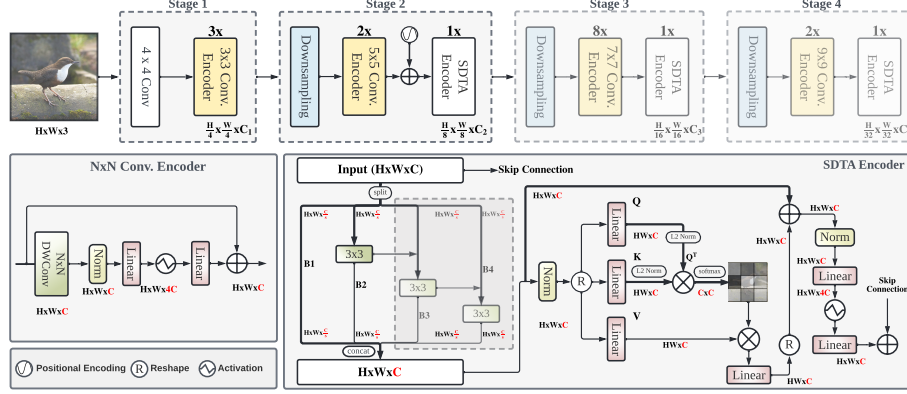 Stage 1
Stage 2
Stage 3
Stage 4
HxWx3
4 x 4 Conv
3x
3x3 Conv.
Encoder
H/4 x W/4 xC1
Downsampling
2x
5x5 Conv.
Encoder
1x
SDTA
Encoder
H/8 x W/8 xC2
Downsampling
8x
7x7 Conv.
Encoder
1x
SDTA
Encoder
H/16 x W/16 xC3
Downsampling
2x
9x9 Conv.
Encoder
1x
SDTA
Encoder
H/32 x W/32 xC
NxN Conv. Encoder
NxN
DWConv
HxWxC
Norm
HxWxC
Linear
HxWx4C
Linear
HxWxC
Positional Encoding
R
Reshape
Activation
SDTA Encoder
Input (HxWxC)
Skip Connection
split
B1
3x3
B2
3x3
B3
B4
3x3
concat
HxWxC
HxWxC
HxWxC
Norm
R
Linear
Q
HWxC
L2 Norm
Q^T
Linear
K
HWxC
L2 Norm
softmax
CxC
Linear
V
HWxC
Linear
HWxC
R
HxWxC
HxWxC
Norm
HxWxC
Linear
HxWx4C
Linear
HxWxC
Skip
Connection